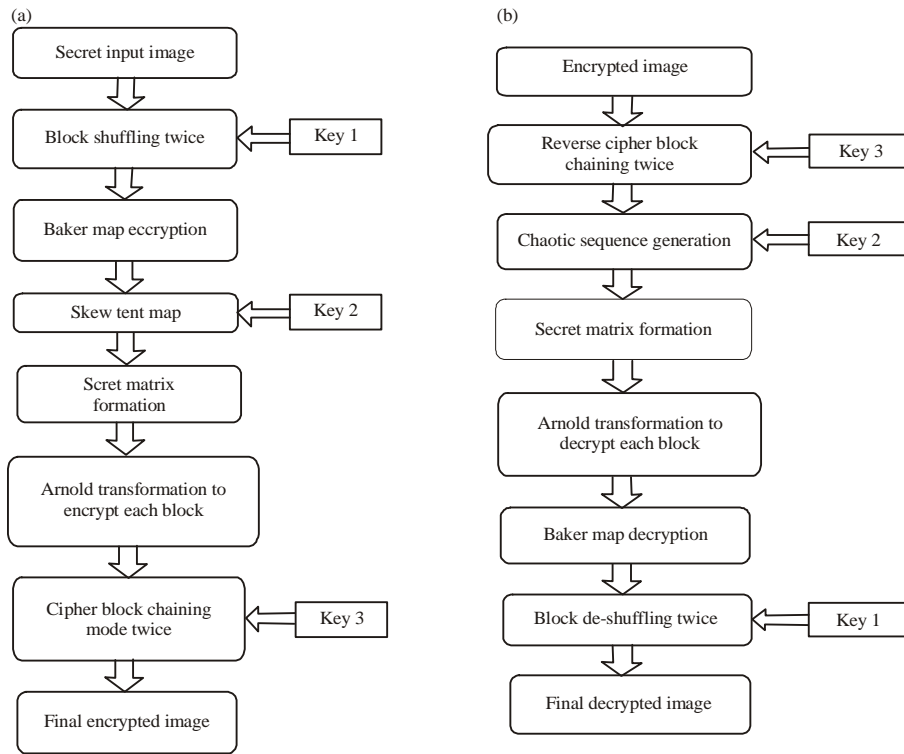 (a)
Secret input image
Block shuffling twice
Key 1
Baker map eccryption
Skew tent map
Key 2
Scret matrix
formation
Arnold transformation to
encrypt each block
Cipher block chaining
mode twice
Key 3
Final encrypted image
(b)
Encrypted image
Reverse cipher block
chaining twice
Key 3
Chaotic sequence generation
Key 2
Secret matrix formation
Arnold transformation to
decrypt each block
Baker map decryption
Block de-shuffling twice
Key 1
Final decrypted image